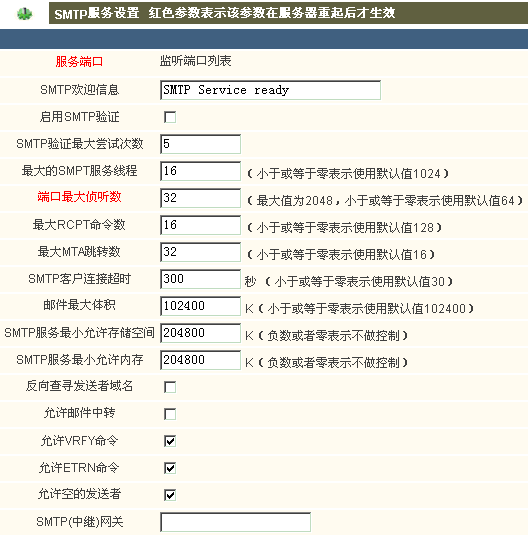 SMTP服务设置 红色参数表示该参数在服务器重起后才生效
服务端口 监听端口列表
SMTP欢迎信息 SMTP Service ready
启用SMTP验证
SMTP验证最大尝试次数 5
最大的SMPT服务线程 16 (小于或等于零表示使用默认值1024)
端口最大侦听数 32 (最大值为2048，小于或等于零表示使用默认值64)
最大RCPT命令数 16 (小于或等于零表示使用默认值128)
最大MTA跳转数 32 (小于或等于零表示使用默认值16)
SMTP客户连接超时 300 秒 (小于或等于零表示使用默认值30)
邮件最大体积 102400 K(小于或等于零表示使用默认值102400)
SMTP服务最小允许存储空间 204800 K(负数或者零表示不做控制)
SMTP服务最小允许内存 204800 K(负数或者零表示不做控制)
反向查寻发送者域名
允许邮件中转
允许VRFY命令
允许ETRN命令
允许空的发送者
SMTP(中继)网关